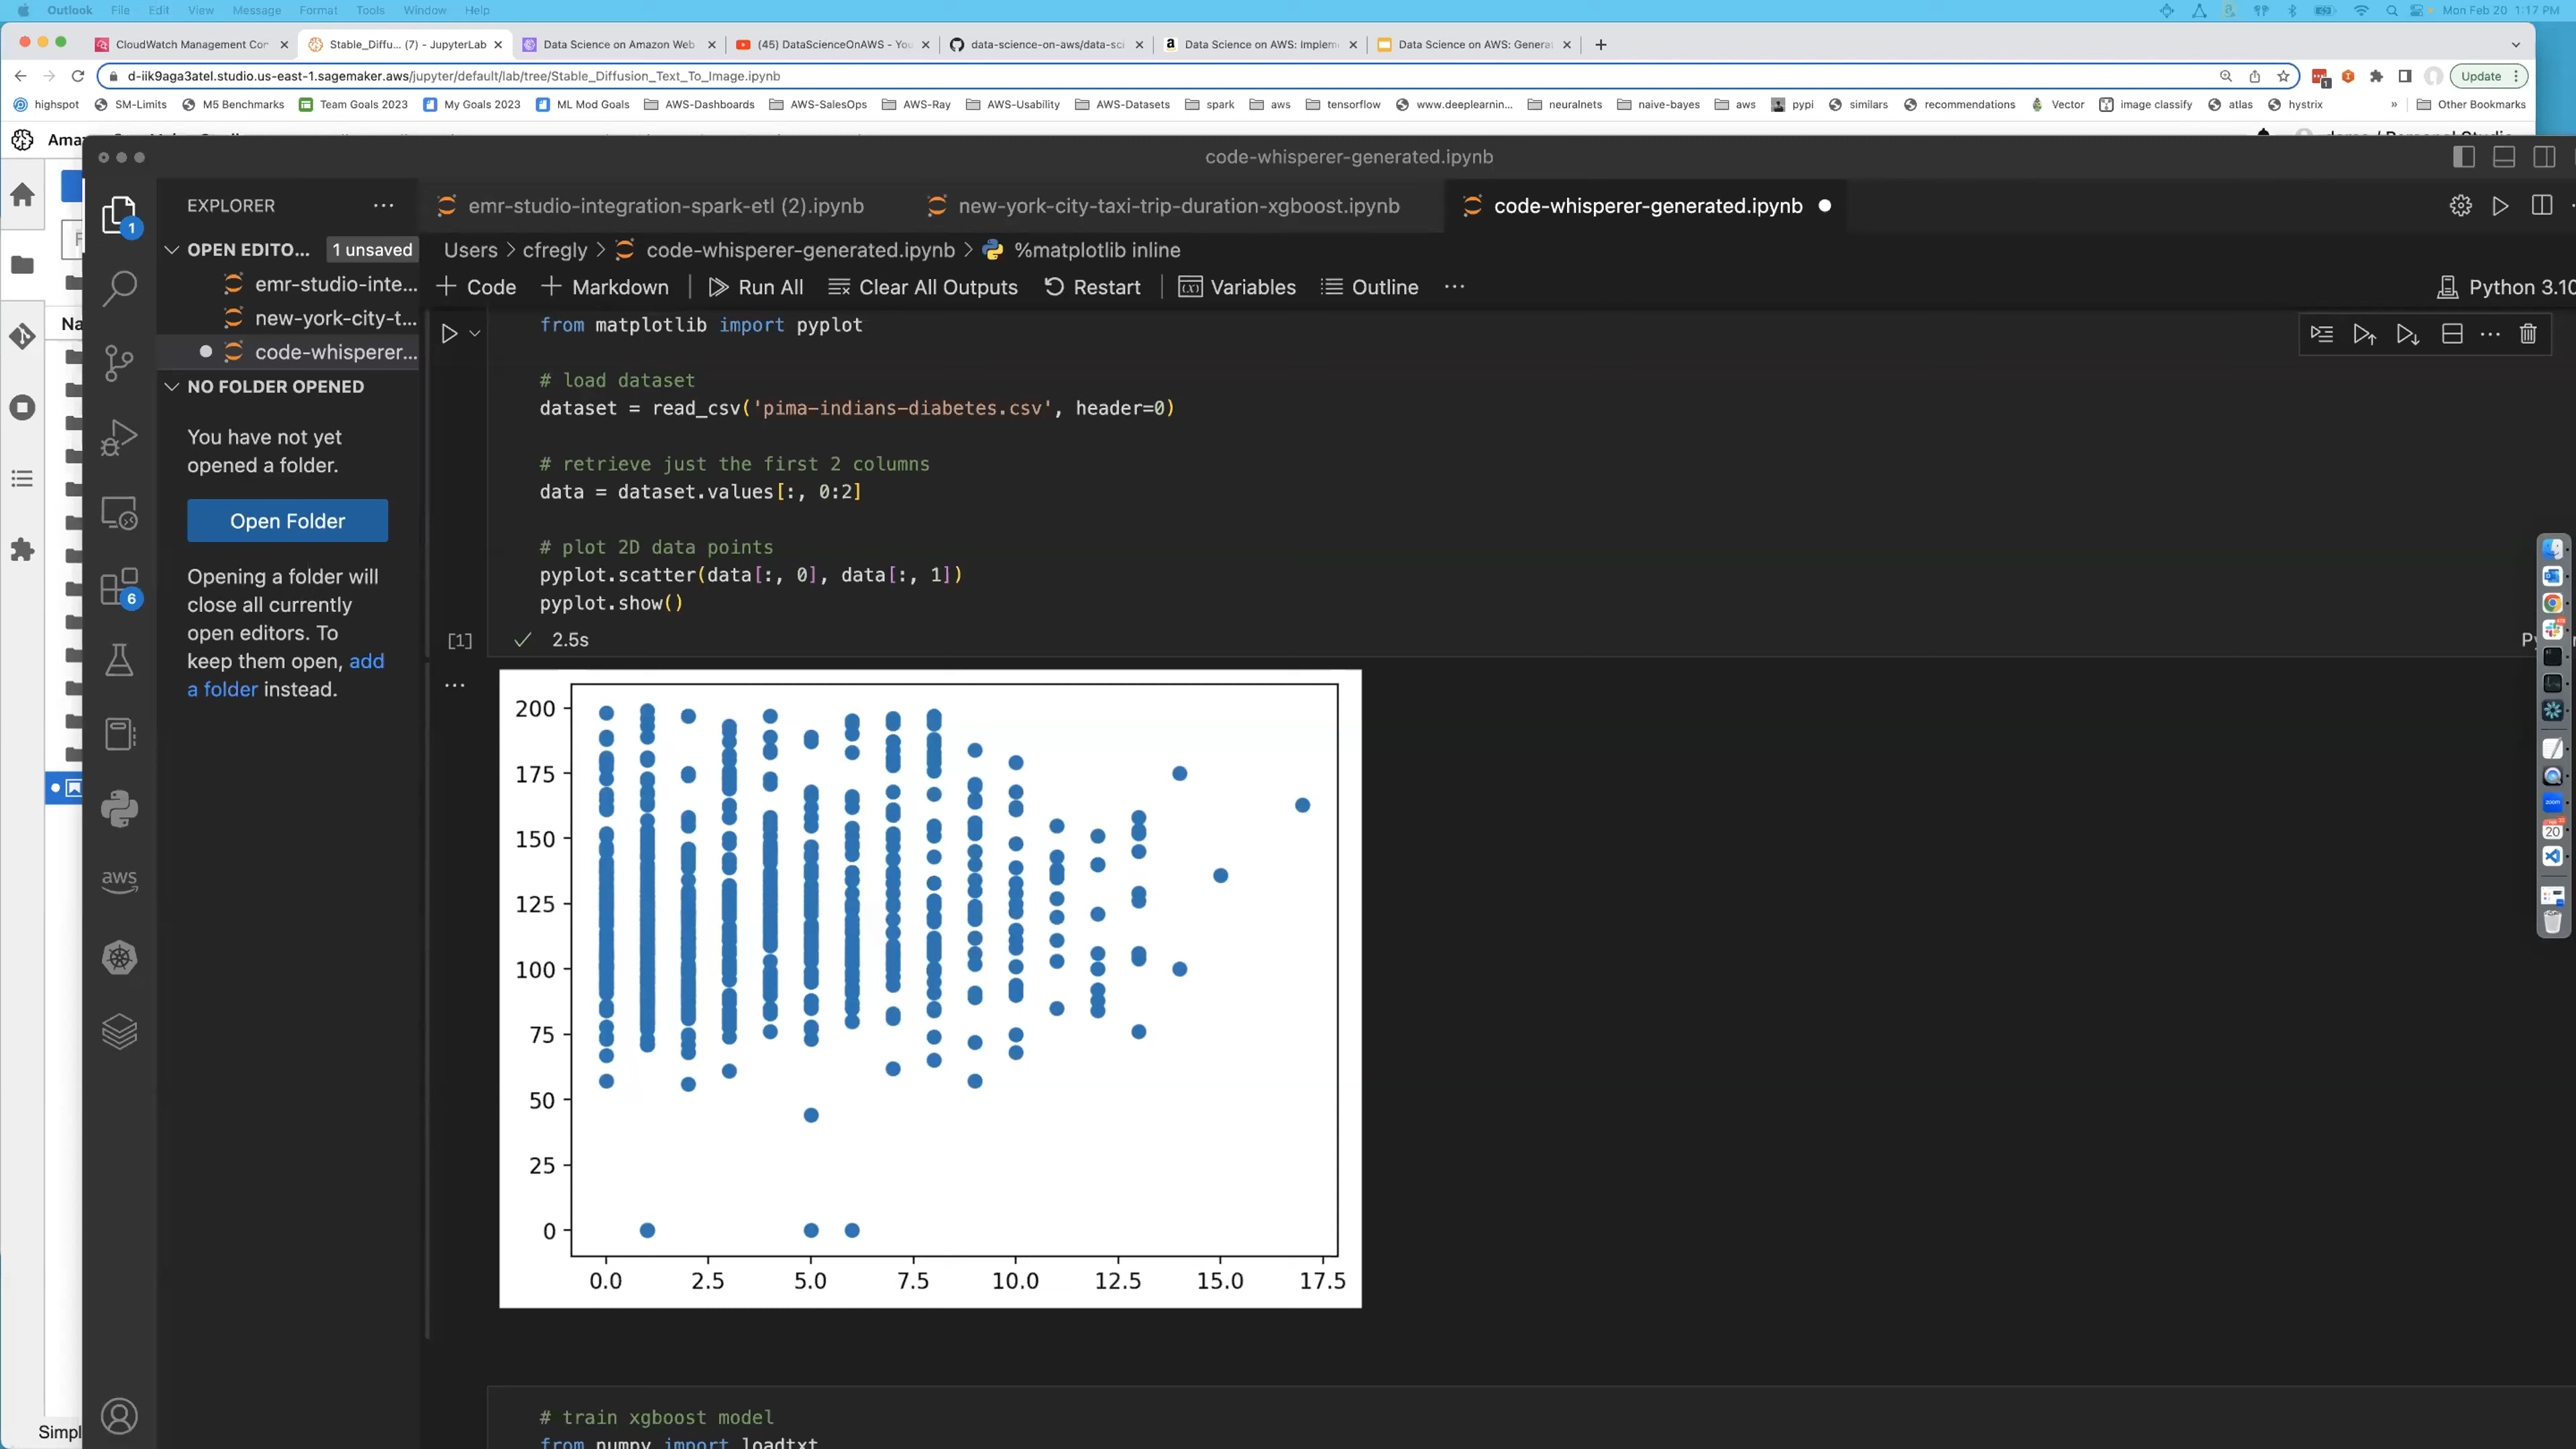 Outlook File Edit View Message Format Tools Window Help Mon Feb 20 1:17 PM
CloudWatch Management Cor Stable_Diffu... (7) - JupyterLab Data Science on Amazon Web (45) DataScienceOnAWS - You data-science-on-aws/data-sci Data Science on AWS: Implem Data Science on AWS: Genera
d-iik9aga3atel.studio.us-east-1.sagemaker.aws/jupyter/default/lab/tree/Stable_Diffusion_Text_To_Image.ipynb Update
highspot SM-Limits M5 Benchmarks Team Goals 2023 My Goals 2023 ML Mod Goals AWS-Dashboards AWS-SalesOps AWS-Ray AWS-Usability AWS-Datasets spark aws tensorflow www.deeplearnin... neuralnets naive-bayes aws pypi similars recommendations Vector image classify atlas hystrix » Other Bookmarks
Amaz
code-whisperer-generated.ipynb
EXPLORER ...
emr-studio-integration-spark-etl (2).ipynb new-york-city-taxi-trip-duration-xgboost.ipynb code-whisperer-generated.ipynb
1
OPEN EDITO... 1 unsaved
Users > cfregly > code-whisperer-generated.ipynb > %matplotlib inline
emr-studio-inte...
+ Code + Markdown Run All Clear All Outputs Restart Variables Outline ... Python 3.10
new-york-city-t...
Na
code-whisperer...
NO FOLDER OPENED
You have not yet
opened a folder.
Open Folder
Opening a folder will
close all currently
open editors. To
keep them open, add
a folder instead.
6
aws
Simpl
from matplotlib import pyplot
# load dataset
dataset = read_csv('pima-indians-diabetes.csv', header=0)
# retrieve just the first 2 columns
data = dataset.values[:, 0:2]
# plot 2D data points
pyplot.scatter(data[:, 0], data[:, 1])
pyplot.show()
[1] 2.5s
200
175
150
125
100
75
50
25
0
0.0 2.5 5.0 7.5 10.0 12.5 15.0 17.5
# train xgboost model
from numpy import loadtxt
zoom
20